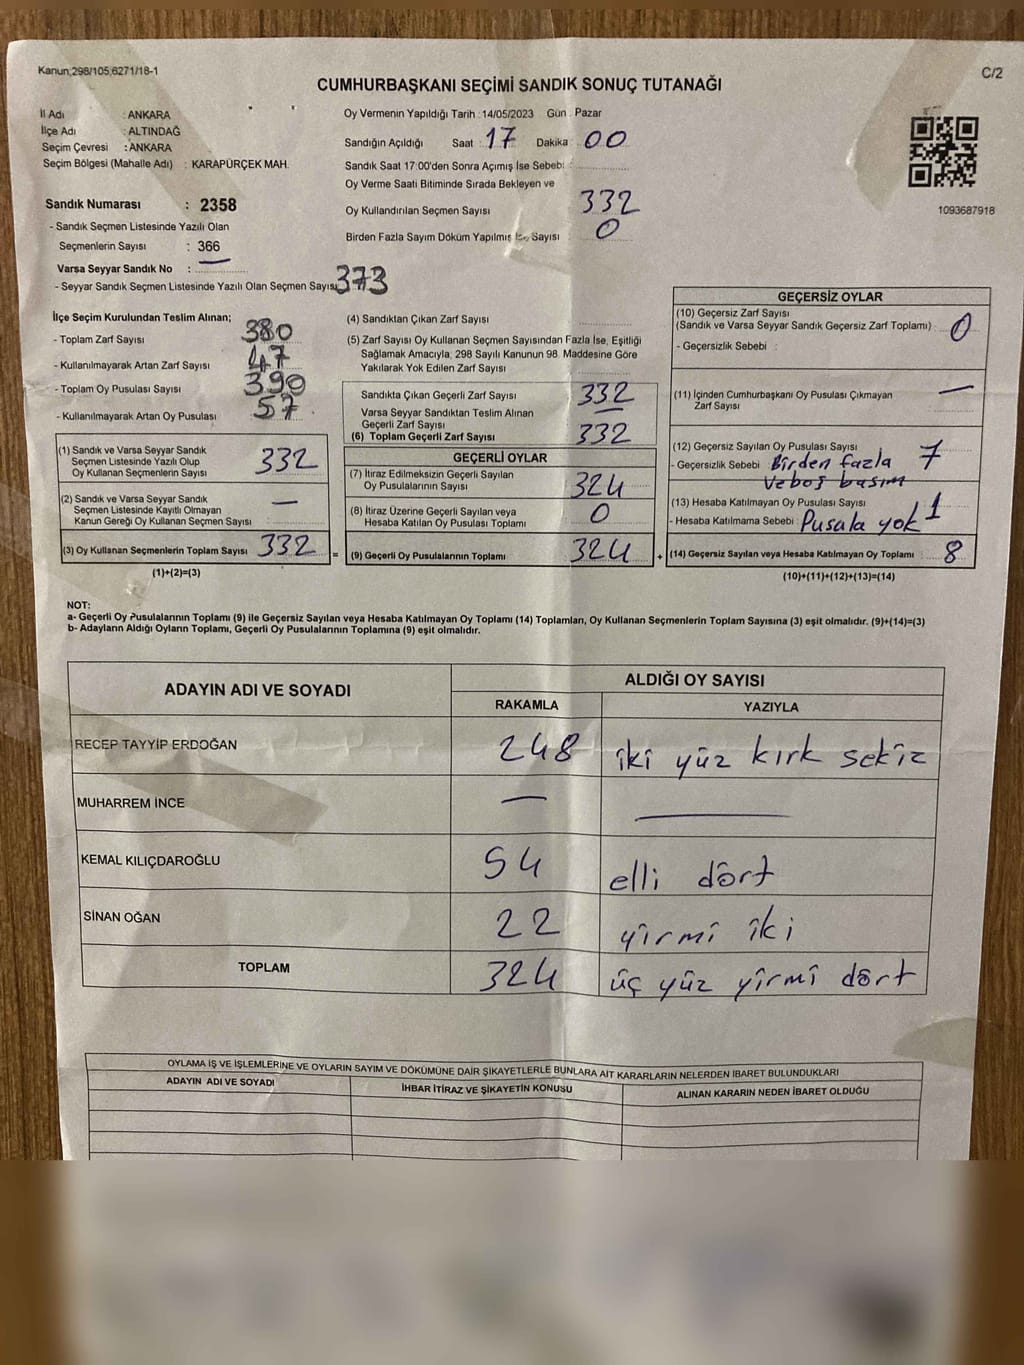 Kanun;298/105,6271/18-1
C/2
CUMHURBAŞKANI SEÇİMİ SANDIK SONUÇ TUTANAĞI
İl Adı : ANKARA
İlçe Adı : ALTINDAĞ
Seçim Çevresi : ANKARA
Seçim Bölgesi (Mahalle Adı) : KARAPÜRÇEK MAH.
Sandık Numarası : 2358
- Sandık Seçmen Listesinde Yazılı Olan
Seçmenlerin Sayısı : 366
Varsa Seyyar Sandık No :
- Seyyar Sandık Seçmen Listesinde Yazılı Olan Seçmen Sayısı 373
Oy Vermenin Yapıldığı Tarih : 14/05/2023 Gün : Pazar
Sandığın Açıldığı Saat : 17 Dakika : 00
Sandık Saat 17:00'den Sonra Açımış İse Sebebi :
Oy Verme Saati Bitiminde Sırada Bekleyen ve
Oy Kullandırılan Seçmen Sayısı 332
Birden Fazla Sayım Döküm Yapılmış İse, Sayısı : 0
1093687918
İlçe Seçim Kurulundan Teslim Alınan;
- Toplam Zarf Sayısı 380
- Kullanılmayarak Artan Zarf Sayısı 47
- Toplam Oy Pusulası Sayısı 390
- Kullanılmayarak Artan Oy Pusulası 57
(1) Sandık ve Varsa Seyyar Sandık
Seçmen Listesinde Yazılı Olup
Oy Kullanan Seçmenlerin Sayısı 332
(2) Sandık ve Varsa Seyyar Sandık
Seçmen Listesinde Kayıtlı Olmayan
Kanun Gereği Oy Kullanan Seçmen Sayısı : —
(3) Oy Kullanan Seçmenlerin Toplam Sayısı 332 =
(1)+(2)=(3)
(4) Sandıktan Çıkan Zarf Sayısı
(5) Zarf Sayısı Oy Kullanan Seçmen Sayısından Fazla İse, Eşitliği
Sağlamak Amacıyla, 298 Sayılı Kanunun 98. Maddesine Göre
Yakılarak Yok Edilen Zarf Sayısı
Sandıkta Çıkan Geçerli Zarf Sayısı 332
Varsa Seyyar Sandıktan Teslim Alınan
Geçerli Zarf Sayısı
(6) Toplam Geçerli Zarf Sayısı 332
GEÇERLİ OYLAR
(7) İtiraz Edilmeksizin Geçerli Sayılan
Oy Pusulalarının Sayısı 324
(8) İtiraz Üzerine Geçerli Sayılan veya
Hesaba Katılan Oy Pusulası Toplamı 0
(9) Geçerli Oy Pusulalarının Toplamı 324 +
GEÇERSİZ OYLAR
(10) Geçersiz Zarf Sayısı
(Sandık ve Varsa Seyyar Sandık Geçersiz Zarf Toplamı) : 0
- Geçersizlik Sebebi :
(11) İçinden Cumhurbaşkanı Oy Pusulası Çıkmayan
Zarf Sayısı —
(12) Geçersiz Sayılan Oy Pusulası Sayısı 7
- Geçersizlik Sebebi Birden fazla
ve boş basım
(13) Hesaba Katılmayan Oy Pusulası Sayısı 1
- Hesaba Katılmama Sebebi : Pusala yok
(14) Geçersiz Sayılan veya Hesaba Katılmayan Oy Toplamı : 8
(10)+(11)+(12)+(13)=(14)
NOT:
a- Geçerli Oy Pusulalarının Toplamı (9) ile Geçersiz Sayılan veya Hesaba Katılmayan Oy Toplamı (14) Toplamları, Oy Kullanan Seçmenlerin Toplam Sayısına (3) eşit olmalıdır. (9)+(14)=(3)
b- Adayların Aldığı Oyların Toplamı, Geçerli Oy Pusulalarının Toplamına (9) eşit olmalıdır.
ADAYIN ADI VE SOYADI
ALDIĞI OY SAYISI
RAKAMLA YAZIYLA
RECEP TAYYİP ERDOĞAN 248 iki yüz kırk sekiz
MUHARREM İNCE — —
KEMAL KILIÇDAROĞLU 54 elli dört
SİNAN OĞAN 22 yirmi iki
TOPLAM 324 üç yüz yirmi dört
OYLAMA İŞ VE İŞLEMLERİNE VE OYLARIN SAYIM VE DÖKÜMÜNE DAİR ŞİKAYETLERLE BUNLARA AİT KARARLARIN NELERDEN İBARET BULUNDUKLARI
ADAYIN ADI VE SOYADI İHBAR İTİRAZ VE ŞİKAYETİN KONUSU ALINAN KARARIN NEDEN İBARET OLDUĞU